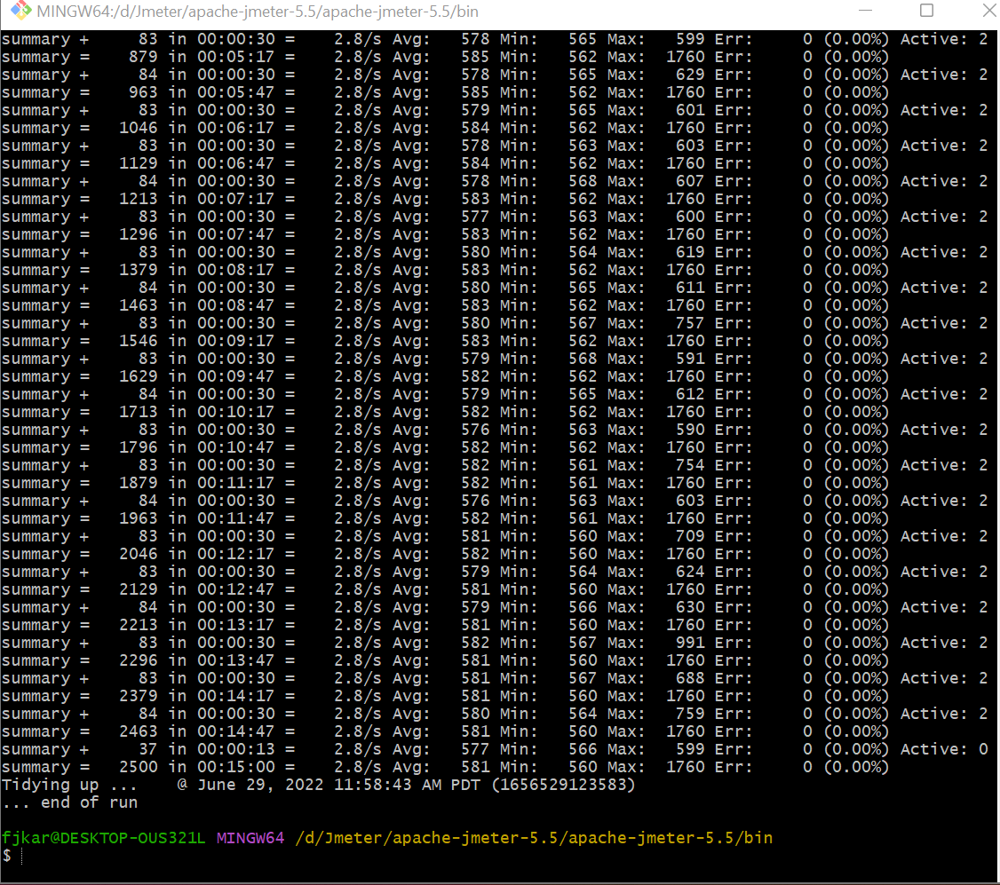 MINGW64:/d/Jmeter/apache-jmeter-5.5/apache-jmeter-5.5/bin
summary +     83 in 00:00:30 =    2.8/s Avg:   578 Min:   565 Max:   599 Err:     0 (0.00%) Active: 2
summary =    879 in 00:05:17 =    2.8/s Avg:   585 Min:   562 Max:  1760 Err:     0 (0.00%)
summary +     84 in 00:00:30 =    2.8/s Avg:   578 Min:   565 Max:   629 Err:     0 (0.00%) Active: 2
summary =    963 in 00:05:47 =    2.8/s Avg:   585 Min:   562 Max:  1760 Err:     0 (0.00%)
summary +     83 in 00:00:30 =    2.8/s Avg:   579 Min:   565 Max:   601 Err:     0 (0.00%) Active: 2
summary =   1046 in 00:06:17 =    2.8/s Avg:   584 Min:   562 Max:  1760 Err:     0 (0.00%)
summary +     83 in 00:00:30 =    2.8/s Avg:   578 Min:   563 Max:   603 Err:     0 (0.00%) Active: 2
summary =   1129 in 00:06:47 =    2.8/s Avg:   584 Min:   562 Max:  1760 Err:     0 (0.00%)
summary +     84 in 00:00:30 =    2.8/s Avg:   578 Min:   568 Max:   607 Err:     0 (0.00%) Active: 2
summary =   1213 in 00:07:17 =    2.8/s Avg:   583 Min:   562 Max:  1760 Err:     0 (0.00%)
summary +     83 in 00:00:30 =    2.8/s Avg:   577 Min:   563 Max:   600 Err:     0 (0.00%) Active: 2
summary =   1296 in 00:07:47 =    2.8/s Avg:   583 Min:   562 Max:  1760 Err:     0 (0.00%)
summary +     83 in 00:00:30 =    2.8/s Avg:   580 Min:   564 Max:   619 Err:     0 (0.00%) Active: 2
summary =   1379 in 00:08:17 =    2.8/s Avg:   583 Min:   562 Max:  1760 Err:     0 (0.00%)
summary +     84 in 00:00:30 =    2.8/s Avg:   580 Min:   565 Max:   611 Err:     0 (0.00%) Active: 2
summary =   1463 in 00:08:47 =    2.8/s Avg:   583 Min:   562 Max:  1760 Err:     0 (0.00%)
summary +     83 in 00:00:30 =    2.8/s Avg:   580 Min:   567 Max:   757 Err:     0 (0.00%) Active: 2
summary =   1546 in 00:09:17 =    2.8/s Avg:   583 Min:   562 Max:  1760 Err:     0 (0.00%)
summary +     83 in 00:00:30 =    2.8/s Avg:   579 Min:   568 Max:   591 Err:     0 (0.00%) Active: 2
summary =   1629 in 00:09:47 =    2.8/s Avg:   582 Min:   562 Max:  1760 Err:     0 (0.00%)
summary +     84 in 00:00:30 =    2.8/s Avg:   579 Min:   565 Max:   612 Err:     0 (0.00%) Active: 2
summary =   1713 in 00:10:17 =    2.8/s Avg:   582 Min:   562 Max:  1760 Err:     0 (0.00%)
summary +     83 in 00:00:30 =    2.8/s Avg:   576 Min:   563 Max:   590 Err:     0 (0.00%) Active: 2
summary =   1796 in 00:10:47 =    2.8/s Avg:   582 Min:   562 Max:  1760 Err:     0 (0.00%)
summary +     83 in 00:00:30 =    2.8/s Avg:   582 Min:   561 Max:   754 Err:     0 (0.00%) Active: 2
summary =   1879 in 00:11:17 =    2.8/s Avg:   582 Min:   561 Max:  1760 Err:     0 (0.00%)
summary +     84 in 00:00:30 =    2.8/s Avg:   576 Min:   563 Max:   603 Err:     0 (0.00%) Active: 2
summary =   1963 in 00:11:47 =    2.8/s Avg:   582 Min:   561 Max:  1760 Err:     0 (0.00%)
summary +     83 in 00:00:30 =    2.8/s Avg:   581 Min:   560 Max:   709 Err:     0 (0.00%) Active: 2
summary =   2046 in 00:12:17 =    2.8/s Avg:   582 Min:   560 Max:  1760 Err:     0 (0.00%)
summary +     83 in 00:00:30 =    2.8/s Avg:   579 Min:   564 Max:   624 Err:     0 (0.00%) Active: 2
summary =   2129 in 00:12:47 =    2.8/s Avg:   581 Min:   560 Max:  1760 Err:     0 (0.00%)
summary +     84 in 00:00:30 =    2.8/s Avg:   579 Min:   566 Max:   630 Err:     0 (0.00%) Active: 2
summary =   2213 in 00:13:17 =    2.8/s Avg:   581 Min:   560 Max:  1760 Err:     0 (0.00%)
summary +     83 in 00:00:30 =    2.8/s Avg:   582 Min:   567 Max:   991 Err:     0 (0.00%) Active: 2
summary =   2296 in 00:13:47 =    2.8/s Avg:   581 Min:   560 Max:  1760 Err:     0 (0.00%)
summary +     83 in 00:00:30 =    2.8/s Avg:   581 Min:   567 Max:   688 Err:     0 (0.00%) Active: 2
summary =   2379 in 00:14:17 =    2.8/s Avg:   581 Min:   560 Max:  1760 Err:     0 (0.00%)
summary +     84 in 00:00:30 =    2.8/s Avg:   580 Min:   564 Max:   759 Err:     0 (0.00%) Active: 2
summary =   2463 in 00:14:47 =    2.8/s Avg:   581 Min:   560 Max:  1760 Err:     0 (0.00%)
summary +     37 in 00:00:13 =    2.8/s Avg:   577 Min:   566 Max:   599 Err:     0 (0.00%) Active: 0
summary =   2500 in 00:15:00 =    2.8/s Avg:   581 Min:   560 Max:  1760 Err:     0 (0.00%)
Tidying up ...    @ June 29, 2022 11:58:43 AM PDT (1656529123583)
... end of run
fjkar@DESKTOP-OUS321L MINGW64 /d/Jmeter/apache-jmeter-5.5/apache-jmeter-5.5/bin
$